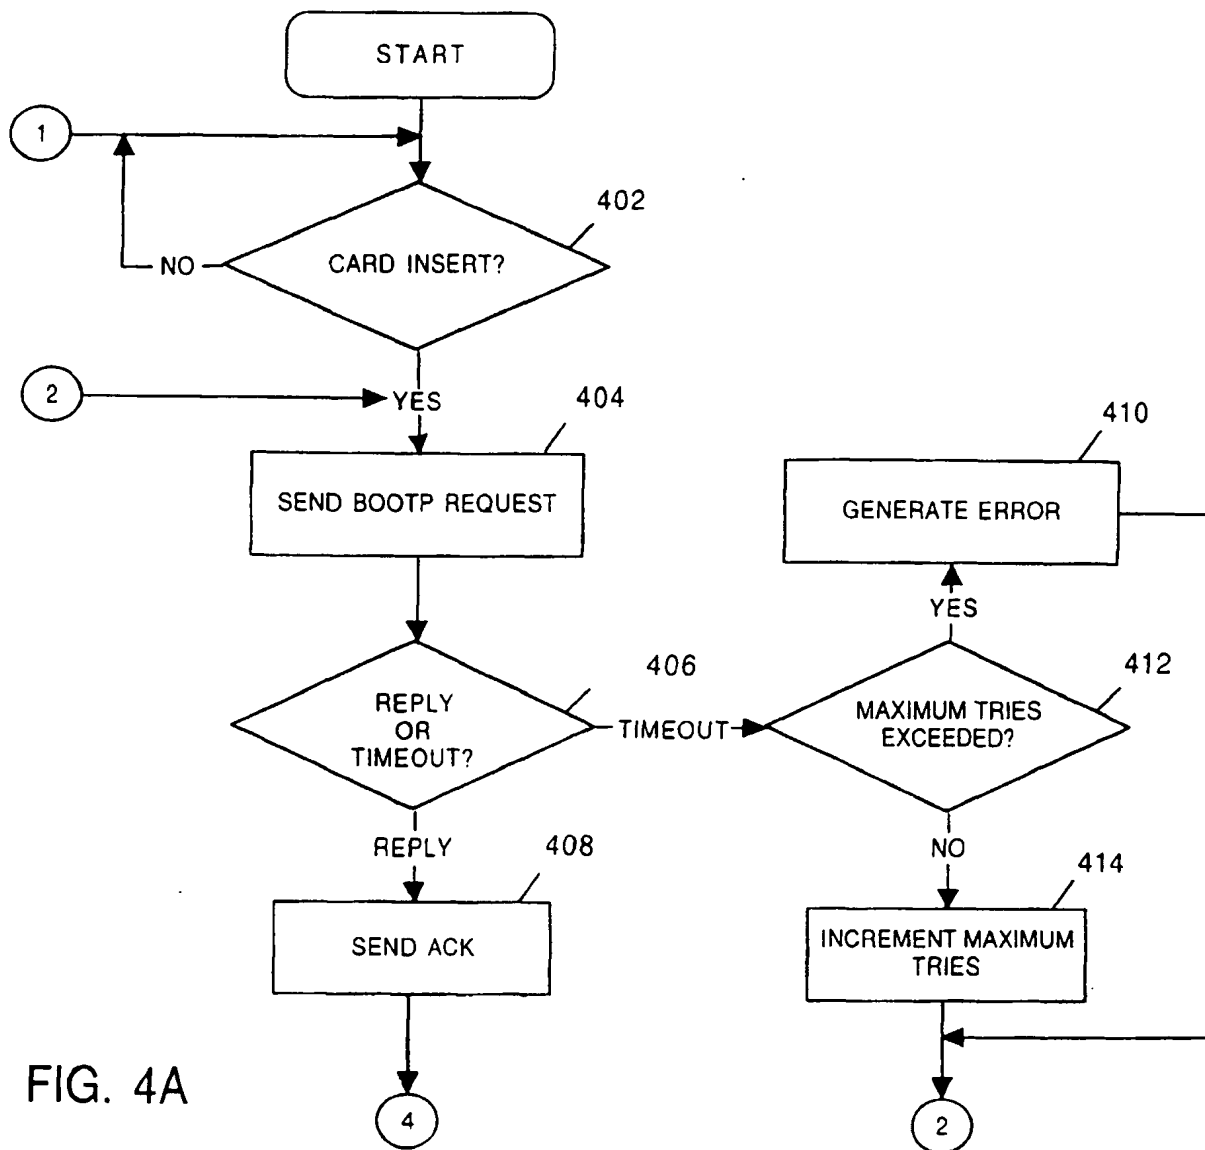 START
1
402
CARD INSERT?
NO
2
YES
404
410
SEND BOOTP REQUEST
GENERATE ERROR
YES
406
412
REPLY
OR
TIMEOUT?
TIMEOUT
MAXIMUM TRIES
EXCEEDED?
REPLY
408
NO
414
SEND ACK
INCREMENT MAXIMUM
TRIES
FIG. 4A
4
2